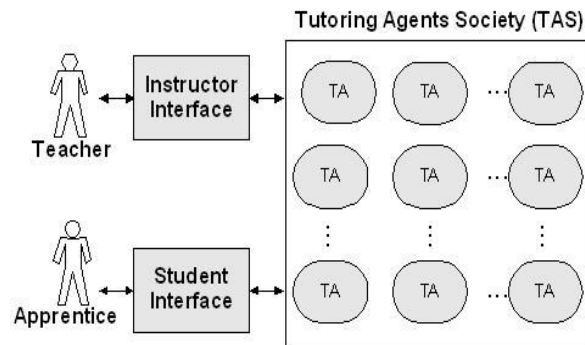 Tutoring Agents Society (TAS)
Instructor
Interface
Teacher
TA TA ... TA
TA TA ... TA
Student
Interface
Apprentice
TA TA ... TA